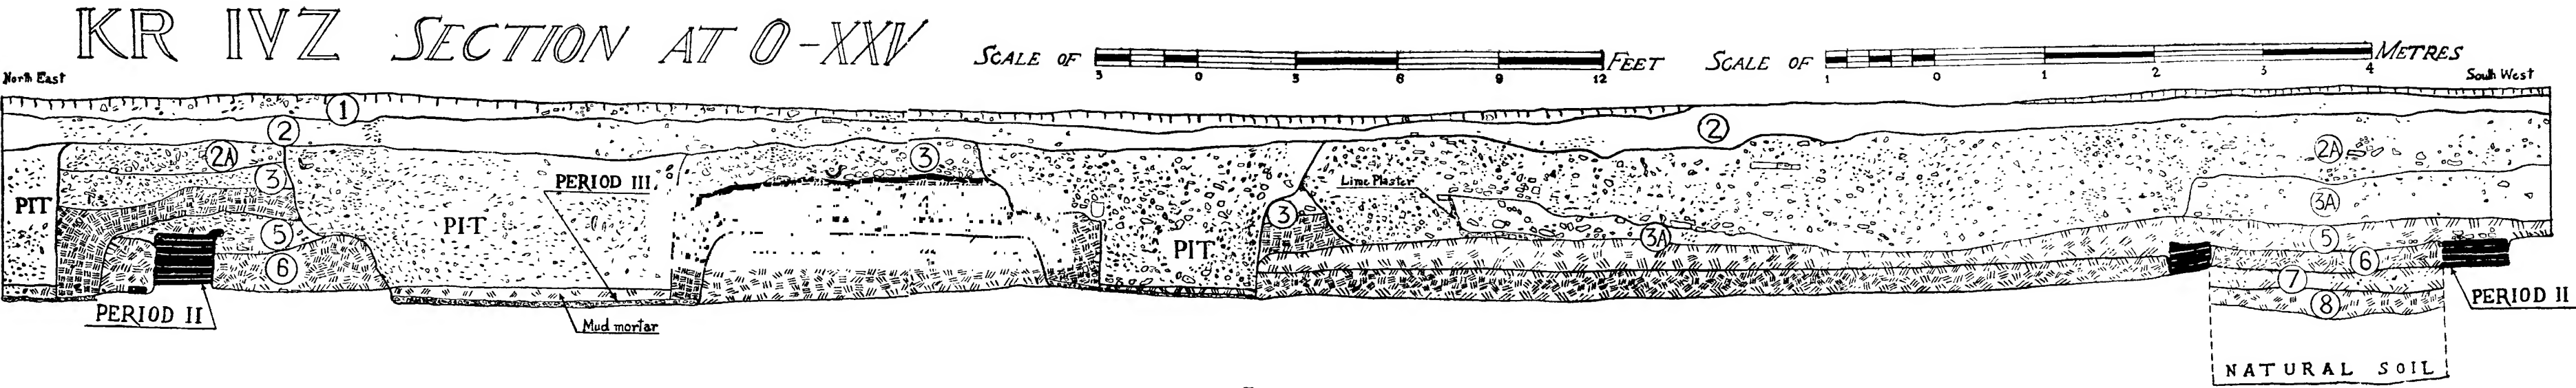 KR IVZ SECTION AT O-XXV
SCALE OF FEET
3 0 3 6 9 12
SCALE OF METRES
1 0 1 2 3 4
North East
South West
1
2
2
2A
3
3
2A
PERIOD III.
Lime Plaster
PIT
PIT
3
3A
3A
5
PIT
5
6
6
7
8
PERIOD II
Mud mortar
PERIOD II
NATURAL SOIL